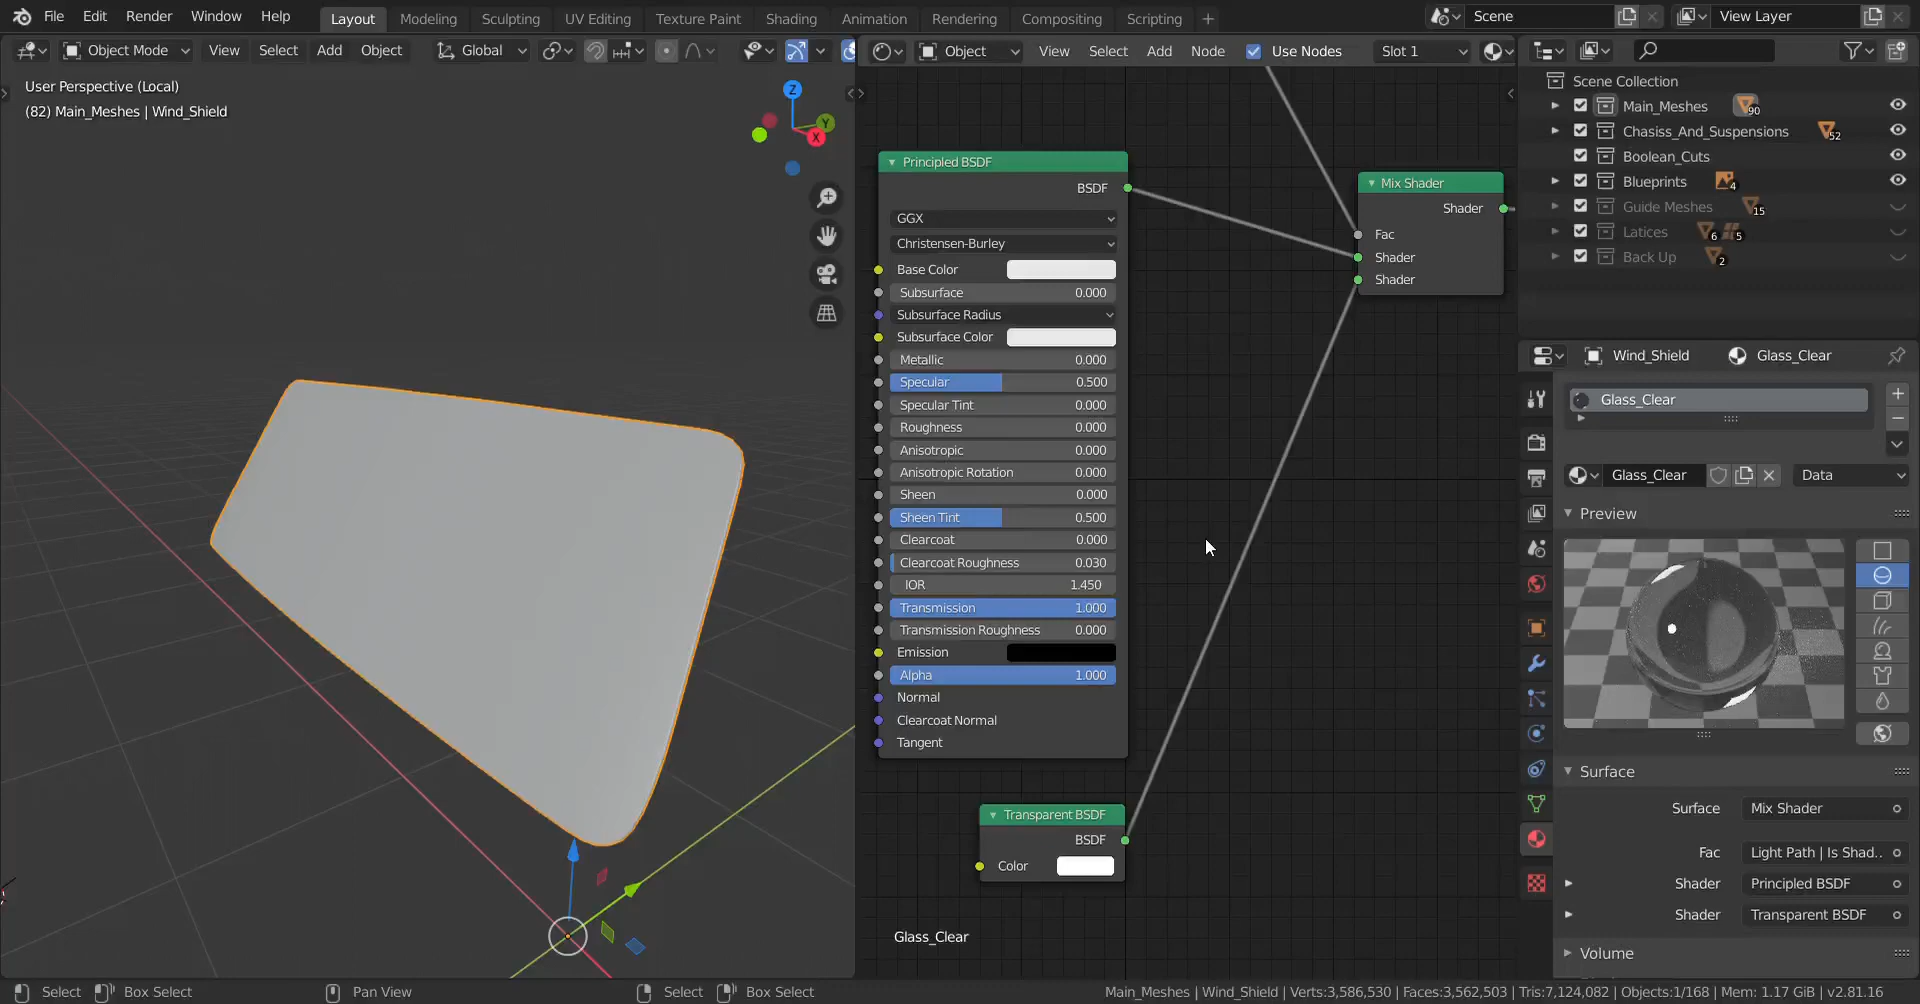 File Edit Render Window Help Layout Modeling Sculpting UV Editing Texture Paint Shading Animation Rendering Compositing Scripting Scene View Layer
Object Mode View Select Add Object Global Object View Select Add Node Use Nodes Slot 1
User Perspective (Local)
(82) Main_Meshes | Wind_Shield
Z
Y
X
Principled BSDF
BSDF
GGX
Christensen-Burley
Base Color
Subsurface 0.000
Subsurface Radius
Subsurface Color
Metallic 0.000
Specular 0.500
Specular Tint 0.000
Roughness 0.000
Anisotropic 0.000
Anisotropic Rotation 0.000
Sheen 0.000
Sheen Tint 0.500
Clearcoat 0.000
Clearcoat Roughness 0.030
IOR 1.450
Transmission 1.000
Transmission Roughness 0.000
Emission
Alpha 1.000
Normal
Clearcoat Normal
Tangent
Transparent BSDF
BSDF
Color
Glass_Clear
Mix Shader
Shader
Fac
Shader
Shader
Scene Collection
Main_Meshes 90
Chasiss_And_Suspensions 52
Boolean_Cuts
Blueprints 4
Guide Meshes 15
Latices 6 5
Back Up 2
Wind_Shield Glass_Clear
Glass_Clear
Glass_Clear Data
Preview
Surface
Surface Mix Shader
Fac Light Path | Is Shad..
Shader Principled BSDF
Shader Transparent BSDF
Volume
Select Box Select Pan View Select Box Select Main_Meshes | Wind_Shield | Verts:3,586,530 | Faces:3,562,503 | Tris:7,124,082 | Objects:1/168 | Mem: 1.17 GiB | v2.81.16